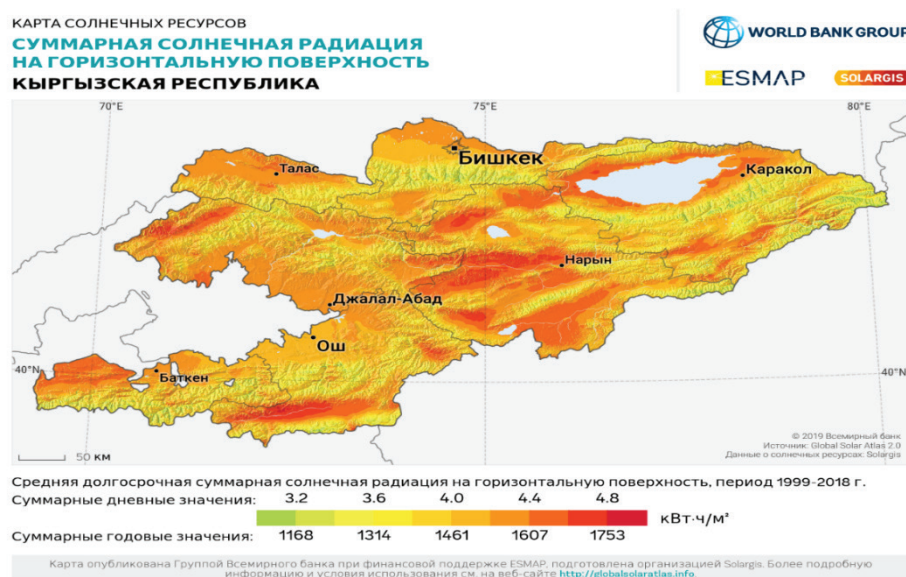 КАРТА СОЛНЕЧНЫХ РЕСУРСОВ
СУММАРНАЯ СОЛНЕЧНАЯ РАДИАЦИЯ
НА ГОРИЗОНТАЛЬНУЮ ПОВЕРХНОСТЬ
КЫРГЫЗСКАЯ РЕСПУБЛИКА
WORLD BANK GROUP
ESMAP
SOLARGIS
70°E
75°E
80°E
Бишкек
Талас
Каракол
Нарын
Джалал-Абад
Ош
40°N
Баткен
40°N
50 КМ
© 2019 Всемирный банк
Источник: Global Solar Atlas 2.0
Данные о солнечных ресурсах: Solargis
Средняя долгосрочная суммарная солнечная радиация на горизонтальную поверхность, период 1999-2018 г.
Суммарные дневные значения: 3.2 3.6 4.0 4.4 4.8
кВт·ч/м²
Суммарные годовые значения: 1168 1314 1461 1607 1753
Карта опубликована Группой Всемирного банка при финансовой поддержке ESMAP, подготовлена организацией Solargis. Более подробную
информацию и условия использования см. на веб-сайте http://globalsolaratlas.info.